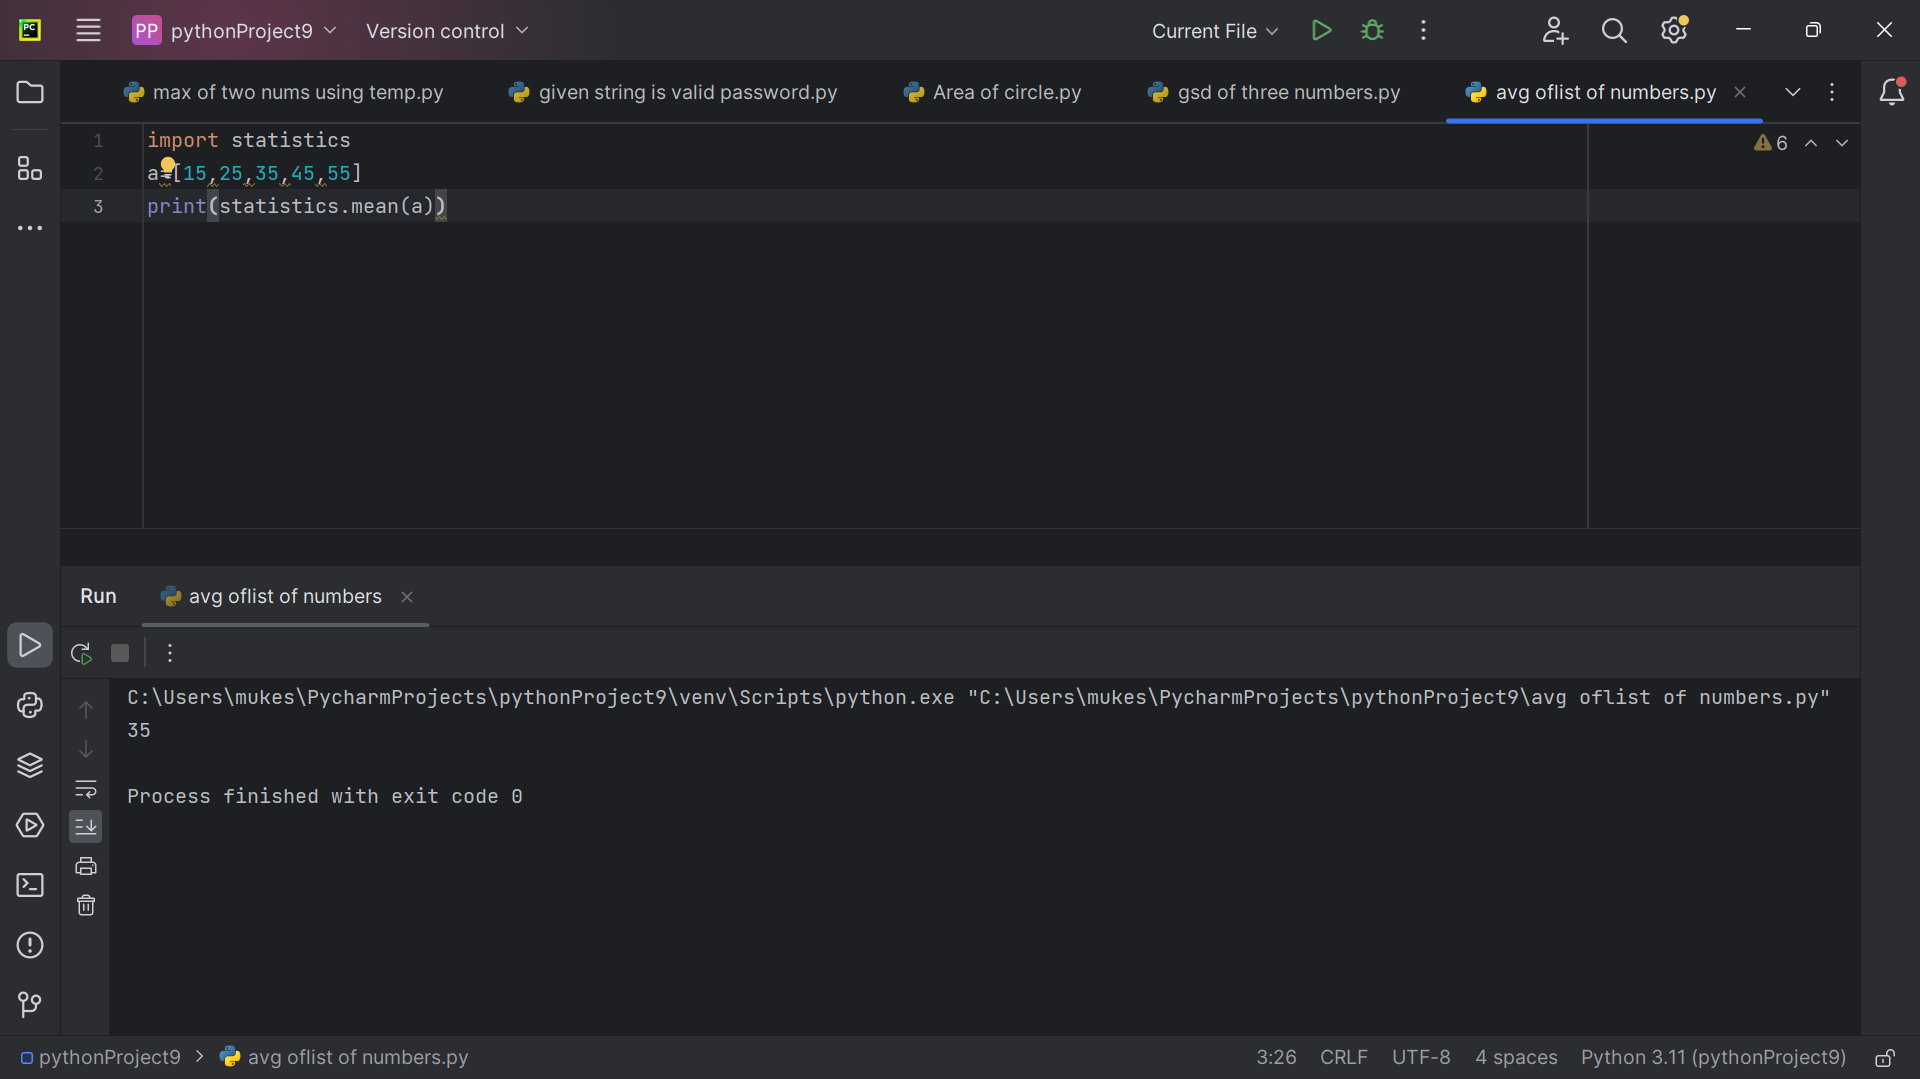 PC
PP pythonProject9 Version control Current File
max of two nums using temp.py given string is valid password.py Area of circle.py gsd of three numbers.py avg oflist of numbers.py
1 import statistics 6
2 a=[15,25,35,45,55]
3 print(statistics.mean(a))
Run avg oflist of numbers
C:\Users\mukes\PycharmProjects\pythonProject9\venv\Scripts\python.exe "C:\Users\mukes\PycharmProjects\pythonProject9\avg oflist of numbers.py"
35
Process finished with exit code 0
pythonProject9 > avg oflist of numbers.py 3:26 CRLF UTF-8 4 spaces Python 3.11 (pythonProject9)